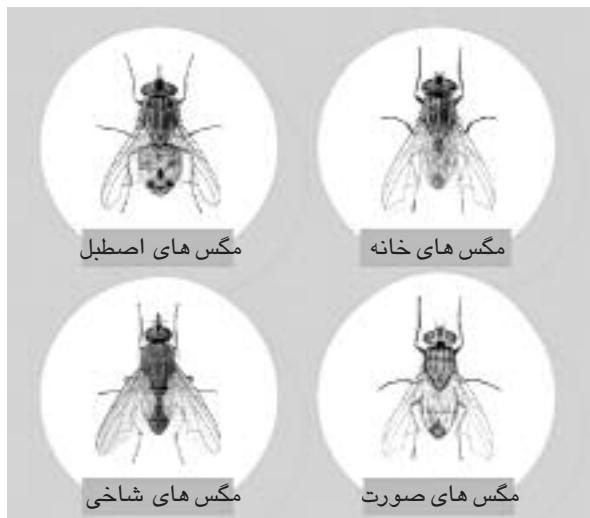 مگس های خانه
مگس های اصطبل
مگس های صورت
مگس های شاخی